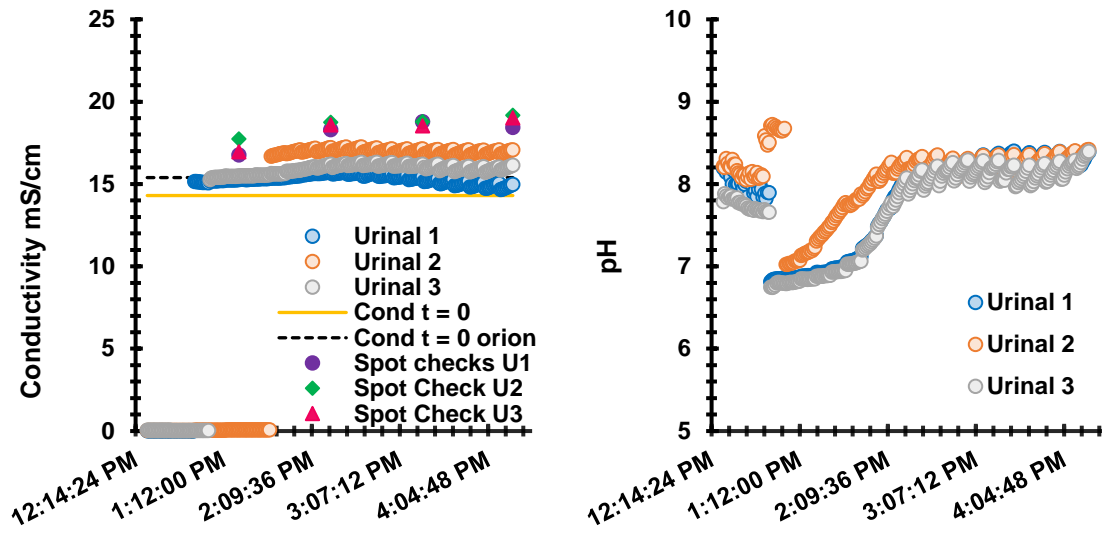 Conductivity mS/cm
25
20
15
10
5
0
Urinal 1
Urinal 2
Urinal 3
Cond t = 0
Cond t = 0 orion
Spot checks U1
Spot Check U2
Spot Check U3
12:14:24 PM
1:12:00 PM
2:09:36 PM
3:07:12 PM
4:04:48 PM
pH
10
9
8
7
6
5
Urinal 1
Urinal 2
Urinal 3
12:14:24 PM
1:12:00 PM
2:09:36 PM
3:07:12 PM
4:04:48 PM